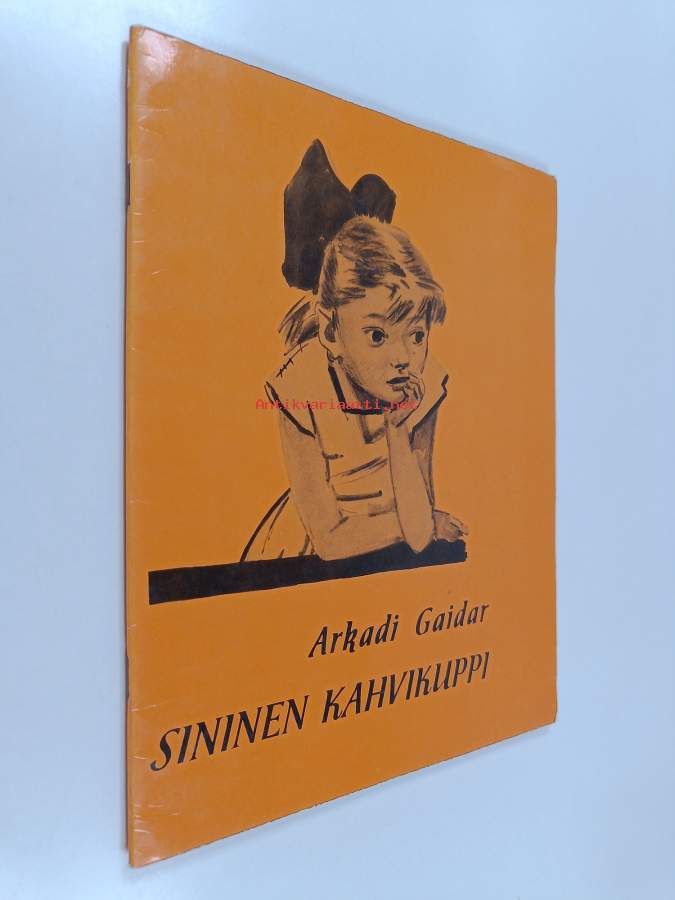 Antikvariaatti.net
Arkadi Gaidar
SININEN KAHVIKUPPI